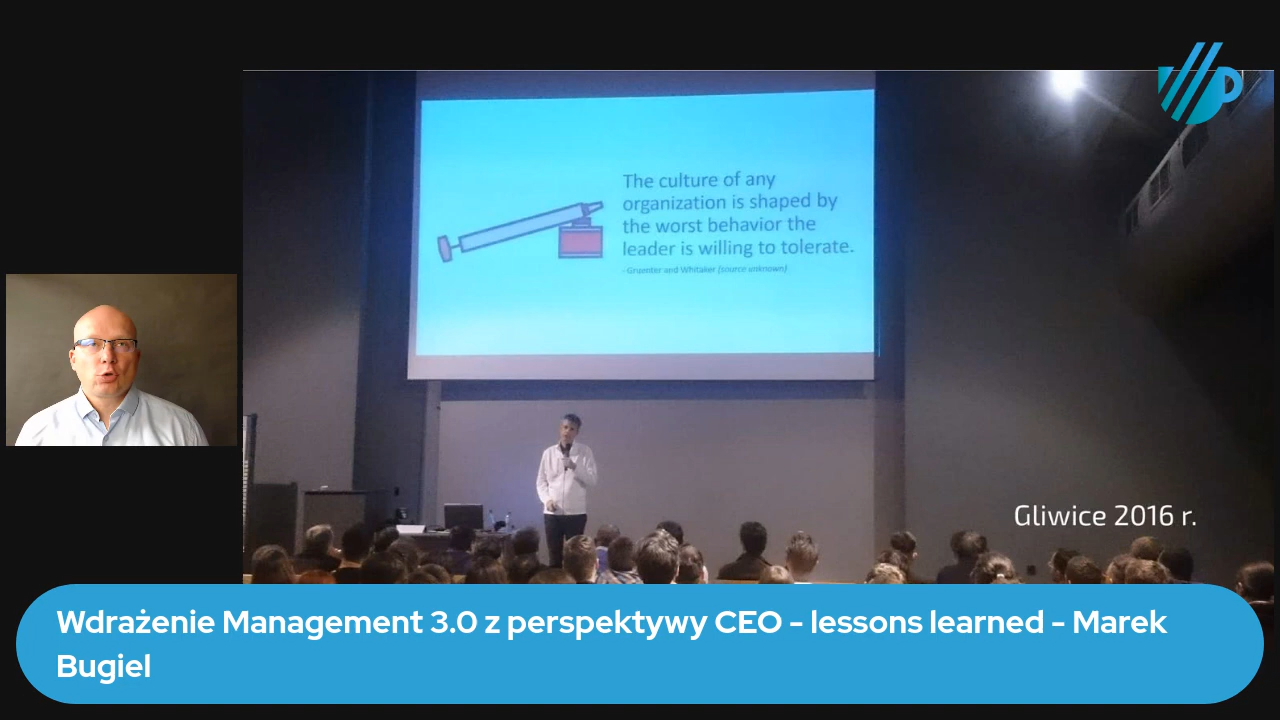 The culture of any
organization is shaped by
the worst behavior the
leader is willing to tolerate.
- Gruenter and Whitaker (source unknown)
Gliwice 2016 r.
Wdrażenie Management 3.0 z perspektywy CEO - lessons learned - Marek
Bugiel